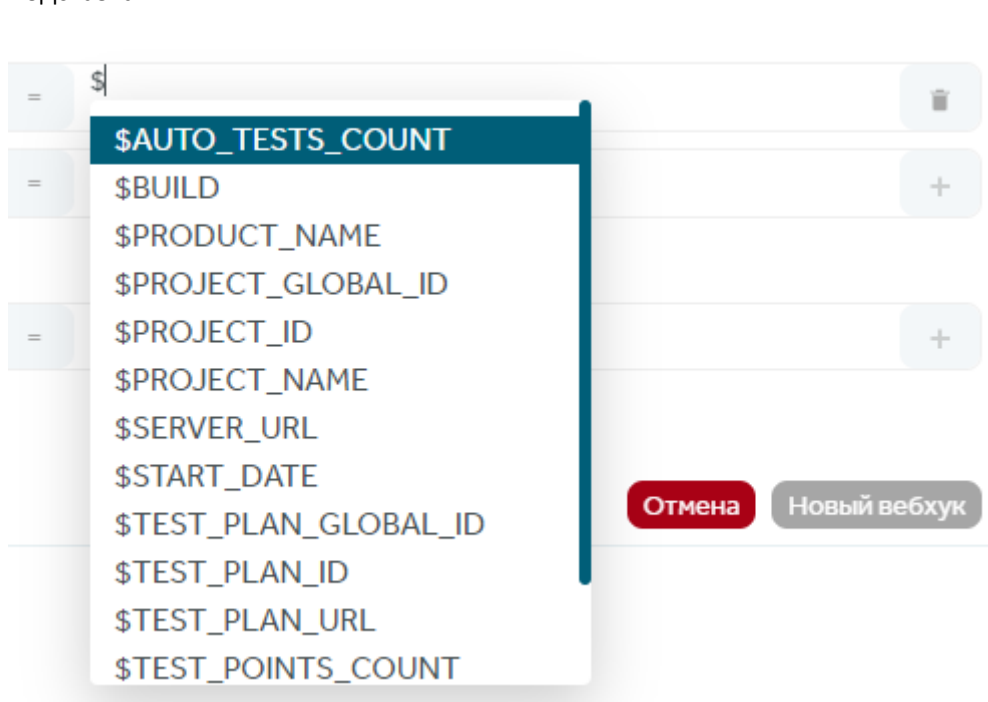 = $
$AUTO_TESTS_COUNT
= $BUILD +
$PRODUCT_NAME
$PROJECT_GLOBAL_ID
= $PROJECT_ID +
$PROJECT_NAME
$SERVER_URL
$START_DATE
$TEST_PLAN_GLOBAL_ID
Отмена Новый вебхук
$TEST_PLAN_ID
$TEST_PLAN_URL
$TEST_POINTS_COUNT